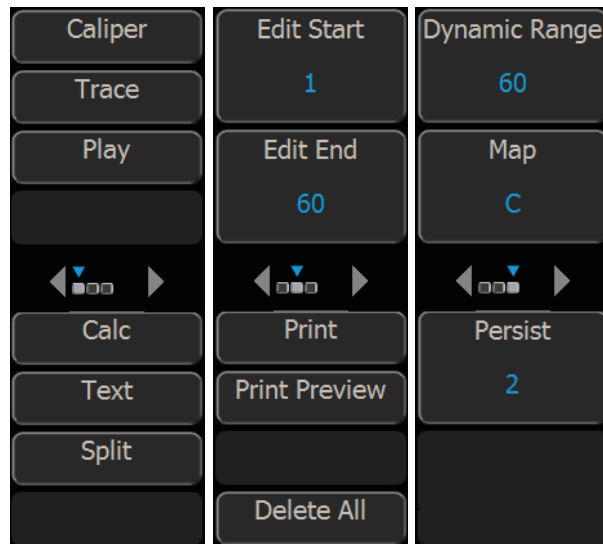 Caliper
Trace
Play
Calc
Text
Split
Edit Start
1
Edit End
60
Print
Print Preview
Delete All
Dynamic Range
60
Map
C
Persist
2